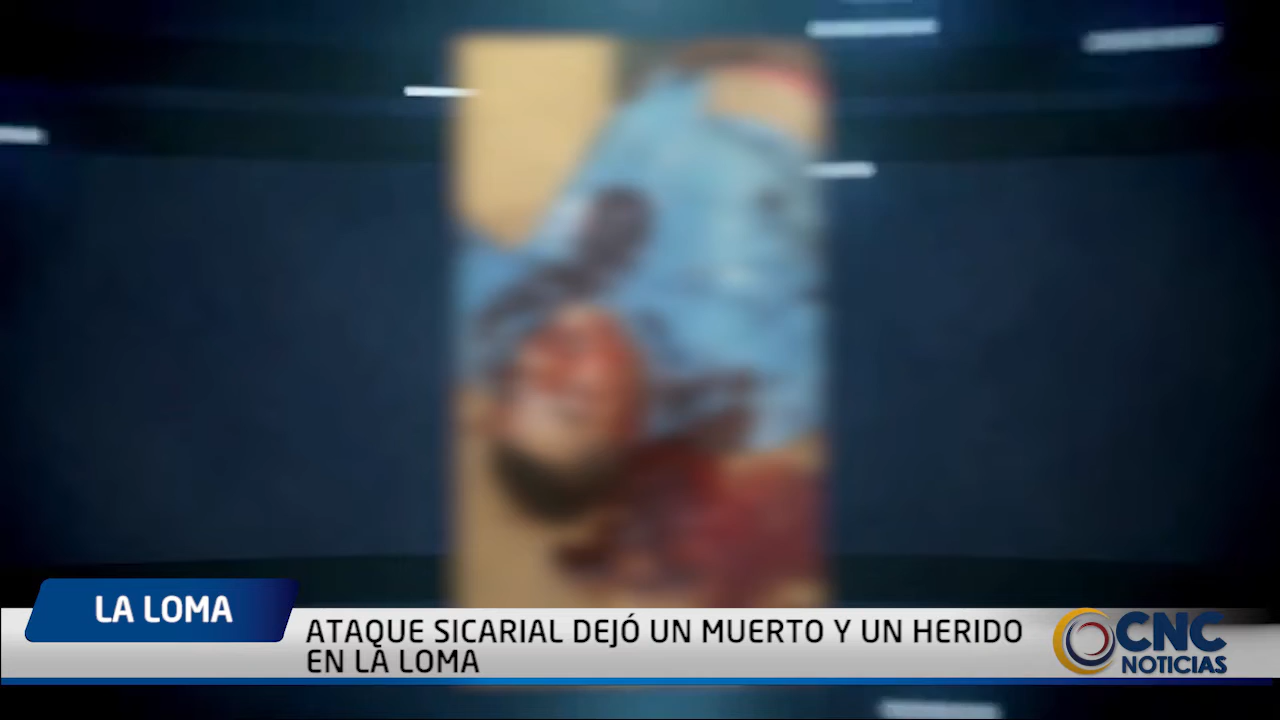 LA LOMA
ATAQUE SICARIAL DEJÓ UN MUERTO Y UN HERIDO
EN LA LOMA
CNC
NOTICIAS